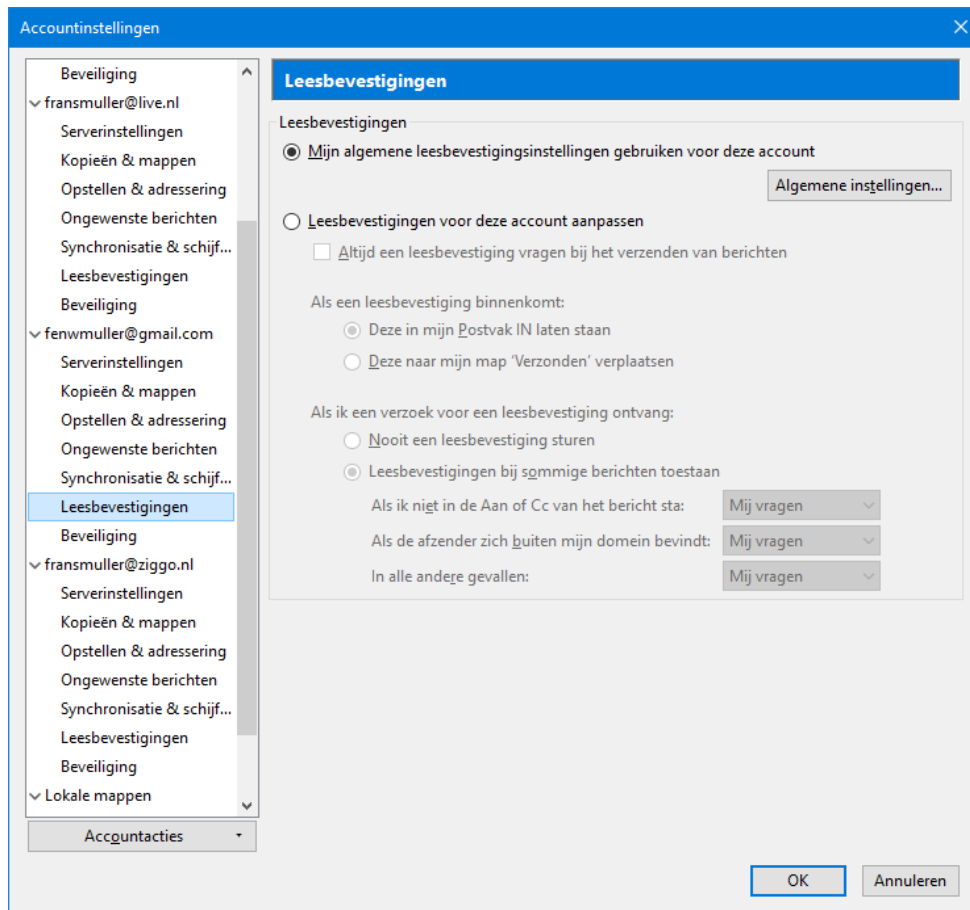 Accountinstellingen
Beveiliging
fransmuller@live.nl
Serverinstellingen
Kopieën & mappen
Opstellen & adressering
Ongewenste berichten
Synchronisatie & schijf...
Leesbevestigingen
Beveiliging
fenwmuller@gmail.com
Serverinstellingen
Kopieën & mappen
Opstellen & adressering
Ongewenste berichten
Synchronisatie & schijf...
Leesbevestigingen
Beveiliging
fransmuller@ziggo.nl
Serverinstellingen
Kopieën & mappen
Opstellen & adressering
Ongewenste berichten
Synchronisatie & schijf...
Leesbevestigingen
Beveiliging
Lokale mappen
Accountacties
Leesbevestigingen
Leesbevestigingen
Mijn algemene leesbevestigingsinstellingen gebruiken voor deze account
Algemene instellingen...
Leesbevestigingen voor deze account aanpassen
Altijd een leesbevestiging vragen bij het verzenden van berichten
Als een leesbevestiging binnenkomt:
Deze in mijn Postvak IN laten staan
Deze naar mijn map ‘Verzonden’ verplaatsen
Als ik een verzoek voor een leesbevestiging ontvang:
Nooit een leesbevestiging sturen
Leesbevestigingen bij sommige berichten toestaan
Als ik niet in de Aan of Cc van het bericht sta: Mij vragen
Als de afzender zich buiten mijn domein bevindt: Mij vragen
In alle andere gevallen: Mij vragen
OK Annuleren